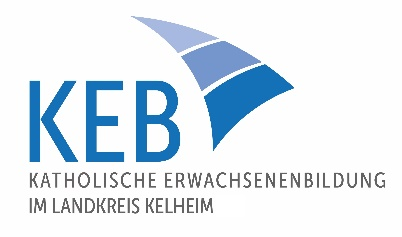 KEB
KATHOLISCHE ERWACHSENENBILDUNG
IM LANDKREIS KELHEIM